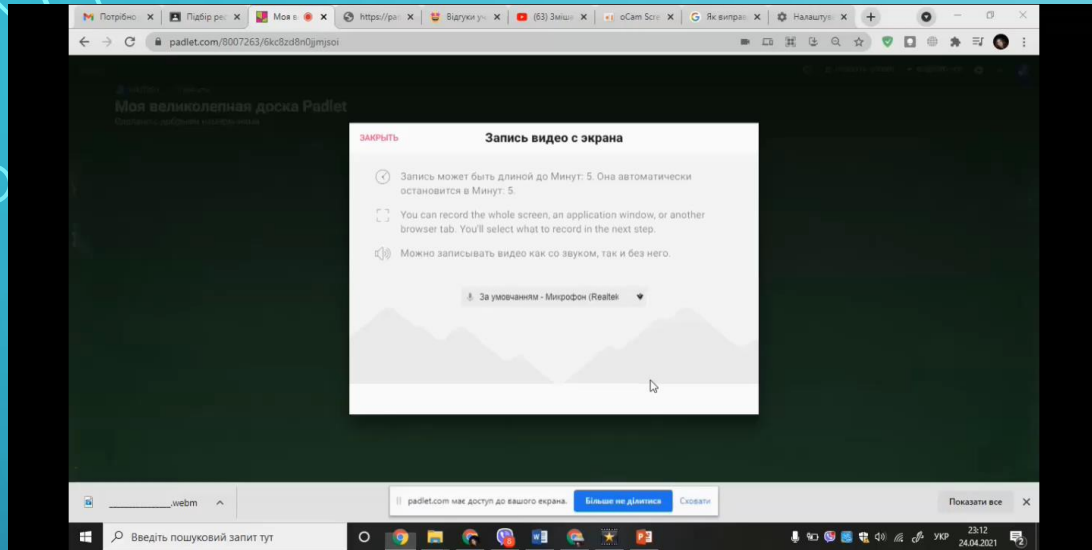 Потрібно
Підбір рес
Моя в
https://pa
Відгуки уч
(63) Зміш
oCam Scre
Як виправ
Налаштув
padlet.com/8007263/6kc8zd8n0jjmjsoi
Моя великолепная доска Padlet
ЗАКРЫТЬ
Запись видео с экрана
Запись может быть длиной до Минут: 5. Она автоматически
остановится в Минут: 5.
You can record the whole screen, an application window, or another
browser tab. You'll select what to record in the next step.
Можно записывать видео как со звуком, так и без него.
За умовчанням - Микрофон (Realtek
_____________.webm
padlet.com має доступ до вашого екрана.
Більше не ділитися
Сховати
Показати все
Введіть пошуковий запит тут
УКР
23:12
24.04.2021